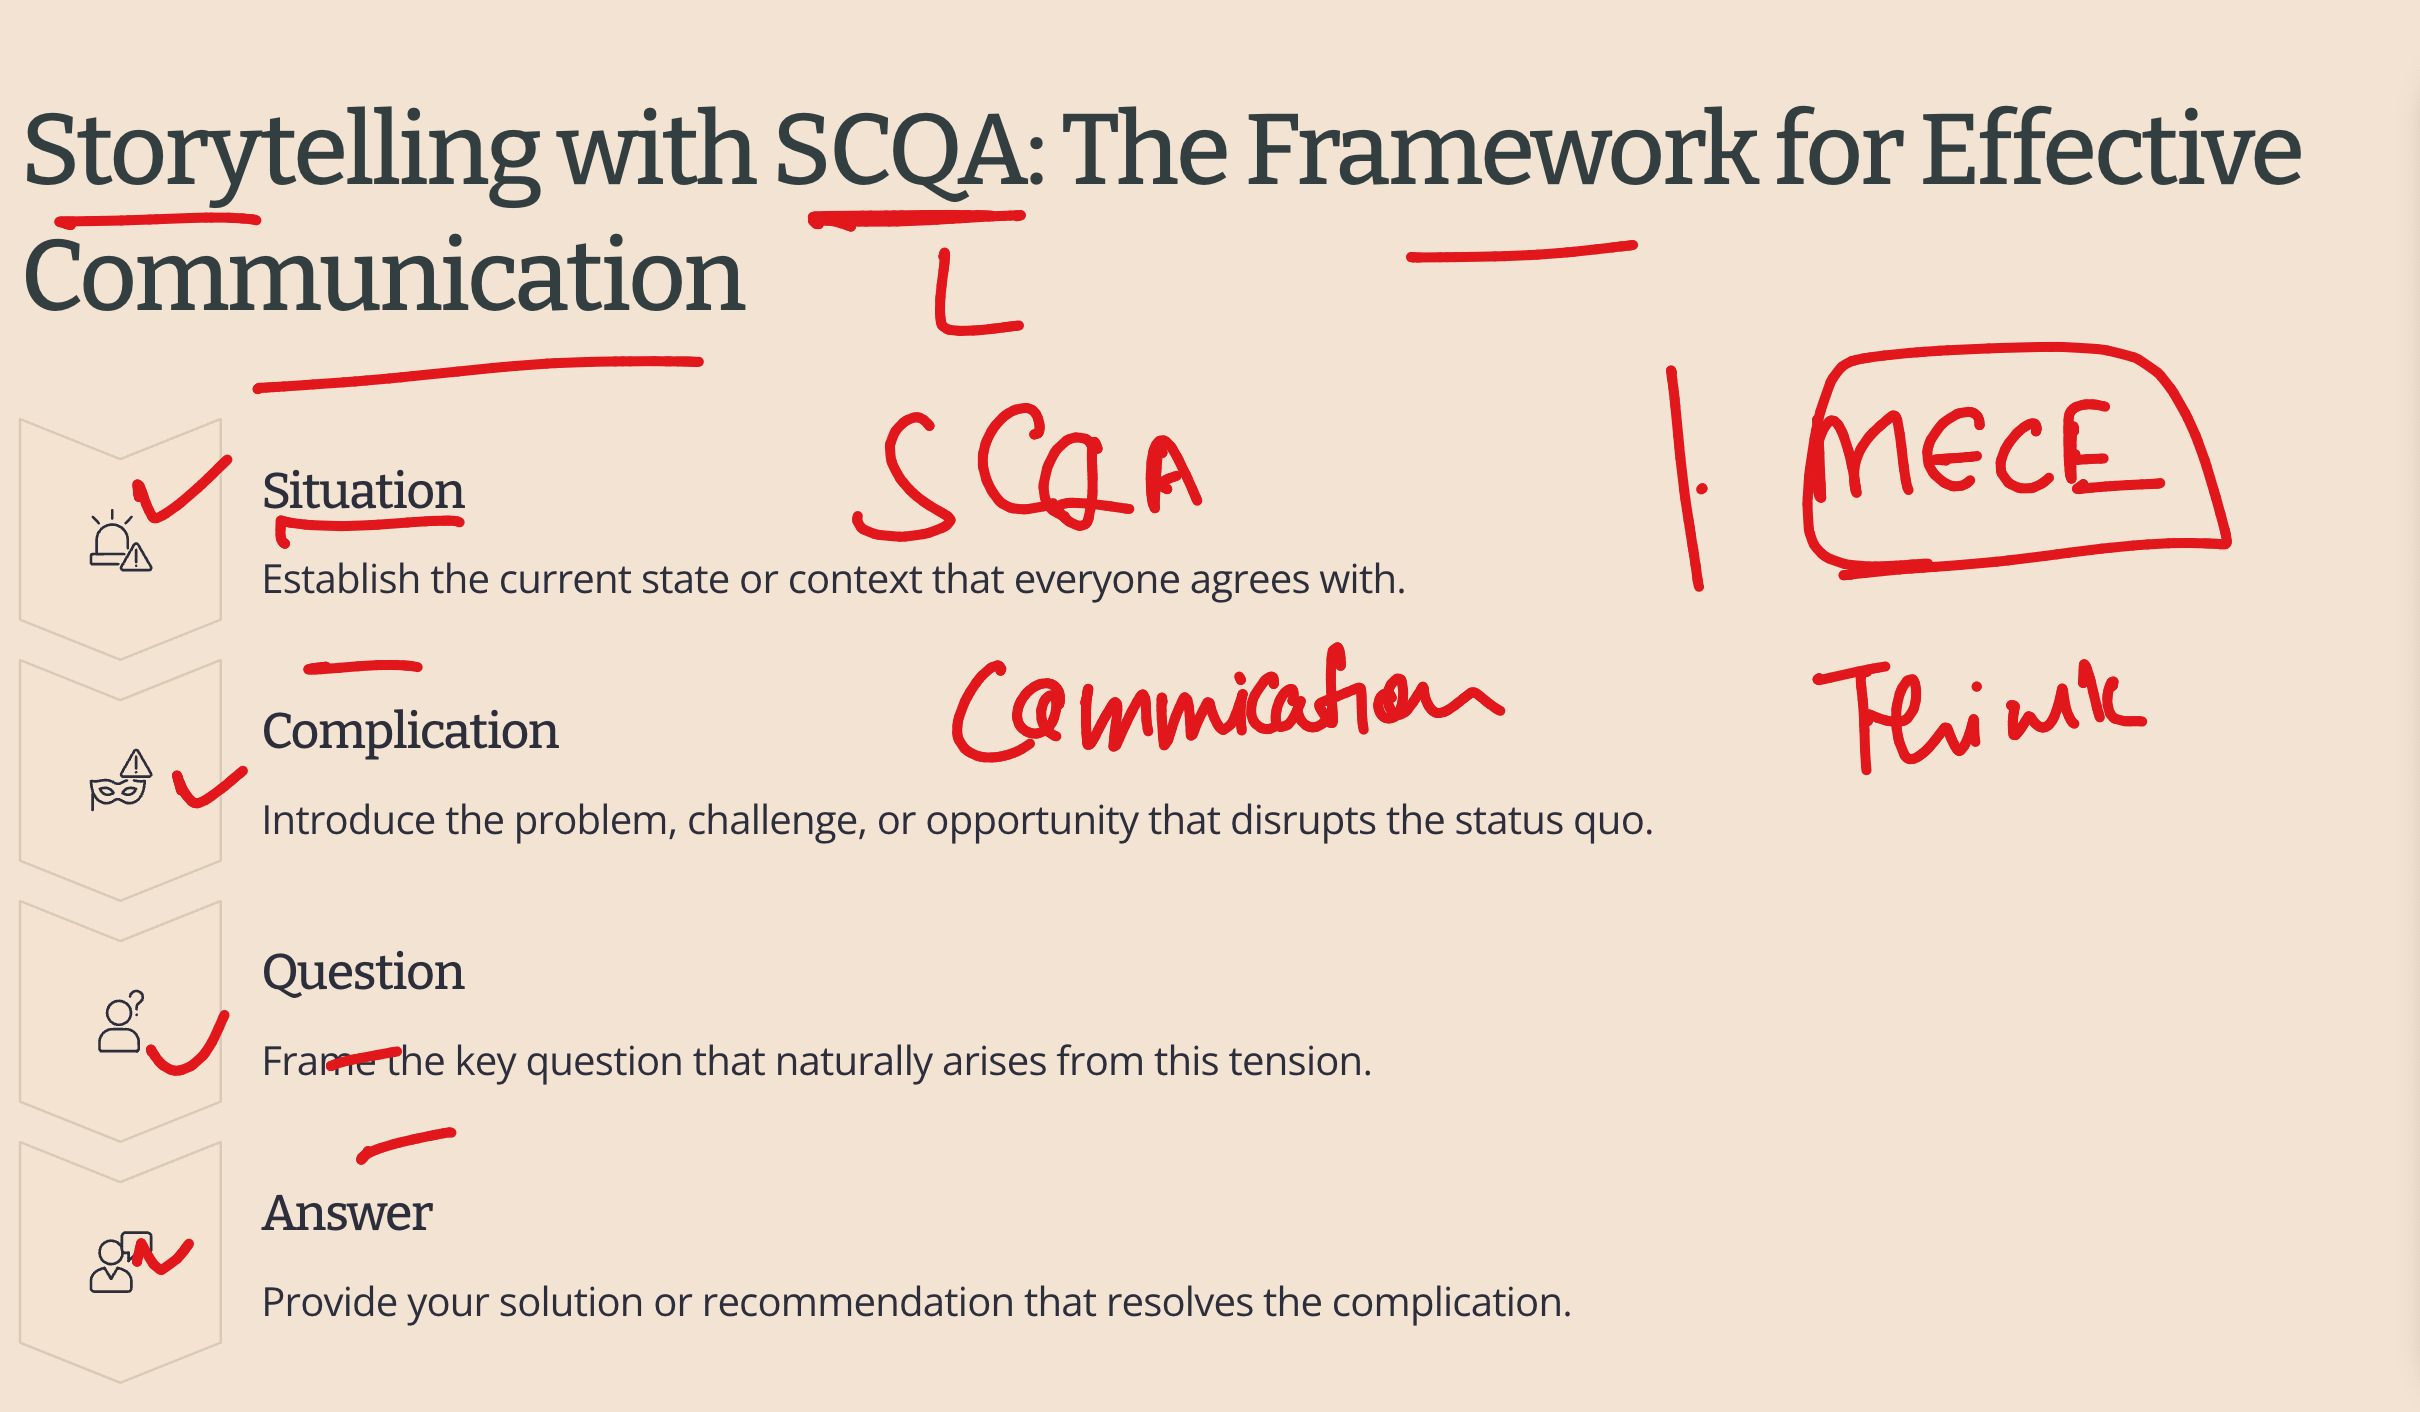 Storytelling with SCQA: The Framework for Effective
Communication
SCQA
MECE
Situation
Establish the current state or context that everyone agrees with.
Commication
Think
Complication
Introduce the problem, challenge, or opportunity that disrupts the status quo.
Question
Frame the key question that naturally arises from this tension.
Answer
Provide your solution or recommendation that resolves the complication.